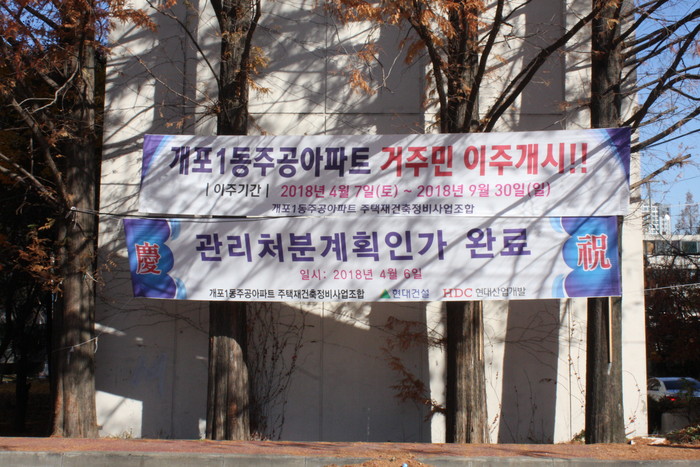 개포1동주공아파트 거주민 이주개시!!
| 이주기간 | 2018년 4월 7일(토) ~ 2018년 9월 30일(일)
개포1동주공아파트 주택재건축정비사업조합
慶 관리처분계획인가 완료 祝
일시: 2018년 4월 6일
개포1동주공아파트 주택재건축정비사업조합 현대건설 HDC 현대산업개발